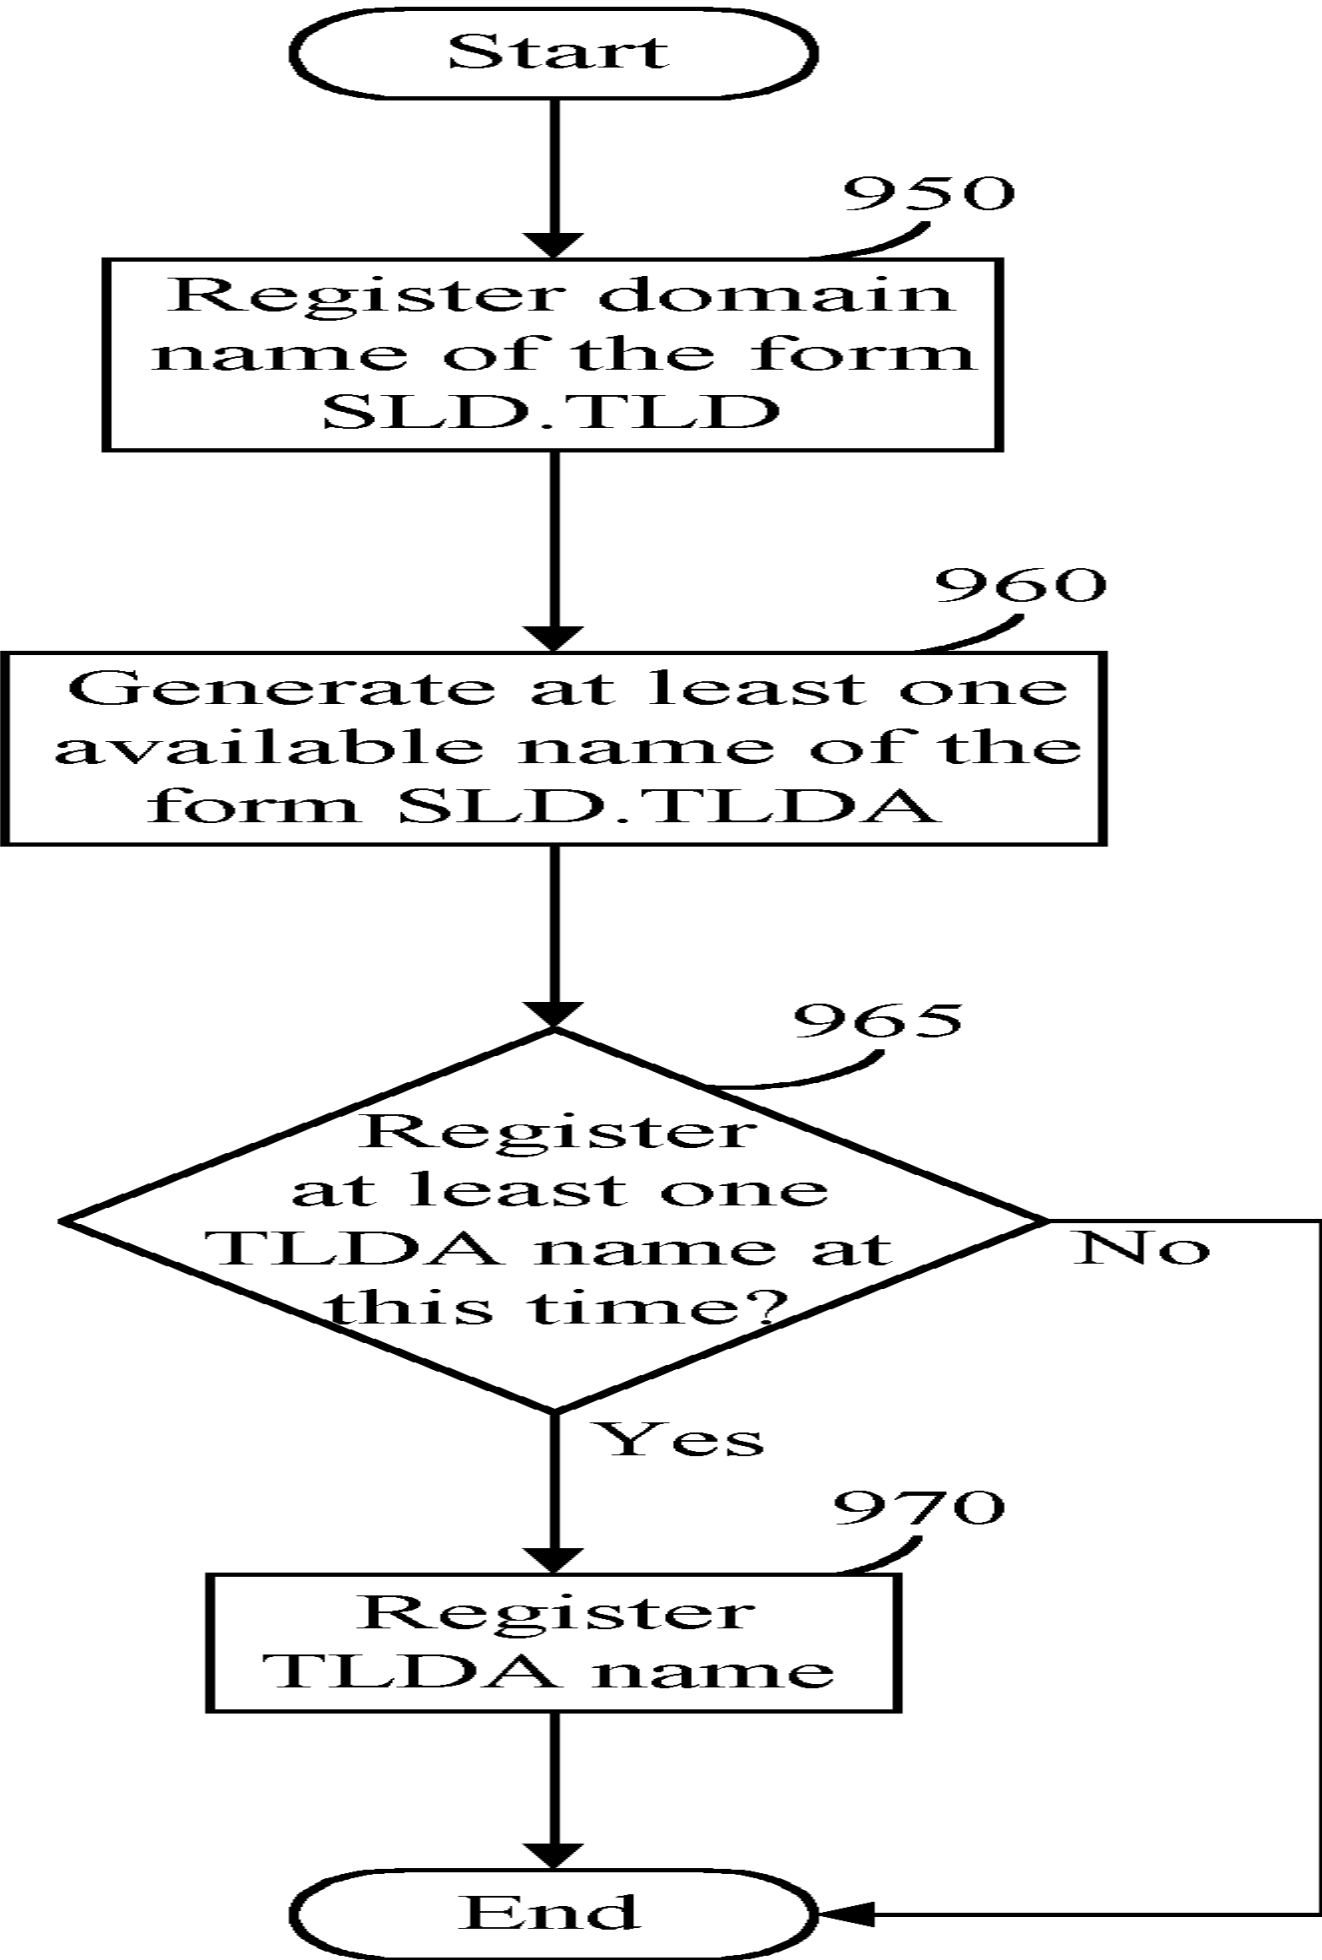 Start
950
Register domain
name of the form
SLD.TLD
960
Generate at least one
available name of the
form SLD.TLDA
965
Register
at least one
TLDA name at
this time?
No
Yes
970
Register
TLDA name
End